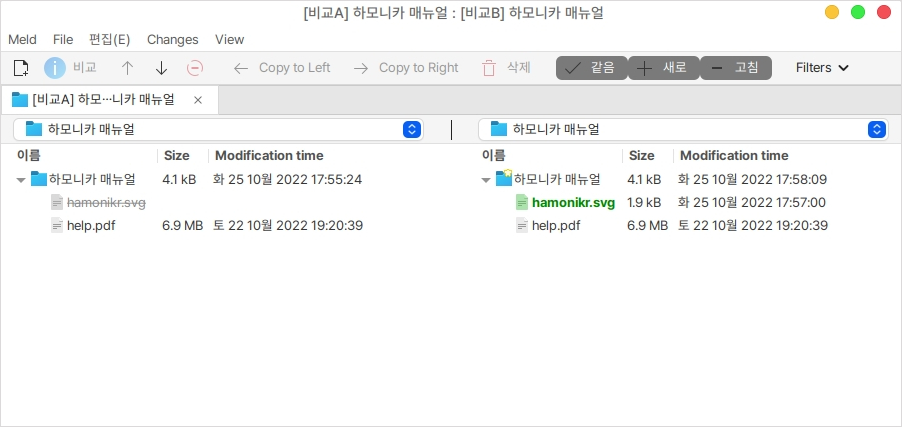 [비교A] 하모니카 매뉴얼 : [비교B] 하모니카 매뉴얼
Meld File 편집(E) Changes View
비교 Copy to Left Copy to Right 삭제 같음 새로 고침 Filters
[비교A] 하모…니카 매뉴얼
하모니카 매뉴얼 하모니카 매뉴얼
이름 Size Modification time 이름 Size Modification time
하모니카 매뉴얼 4.1 kB 화 25 10월 2022 17:55:24 하모니카 매뉴얼 4.1 kB 화 25 10월 2022 17:58:09
hamonikr.svg hamonikr.svg 1.9 kB 화 25 10월 2022 17:57:00
help.pdf 6.9 MB 토 22 10월 2022 19:20:39 help.pdf 6.9 MB 토 22 10월 2022 19:20:39